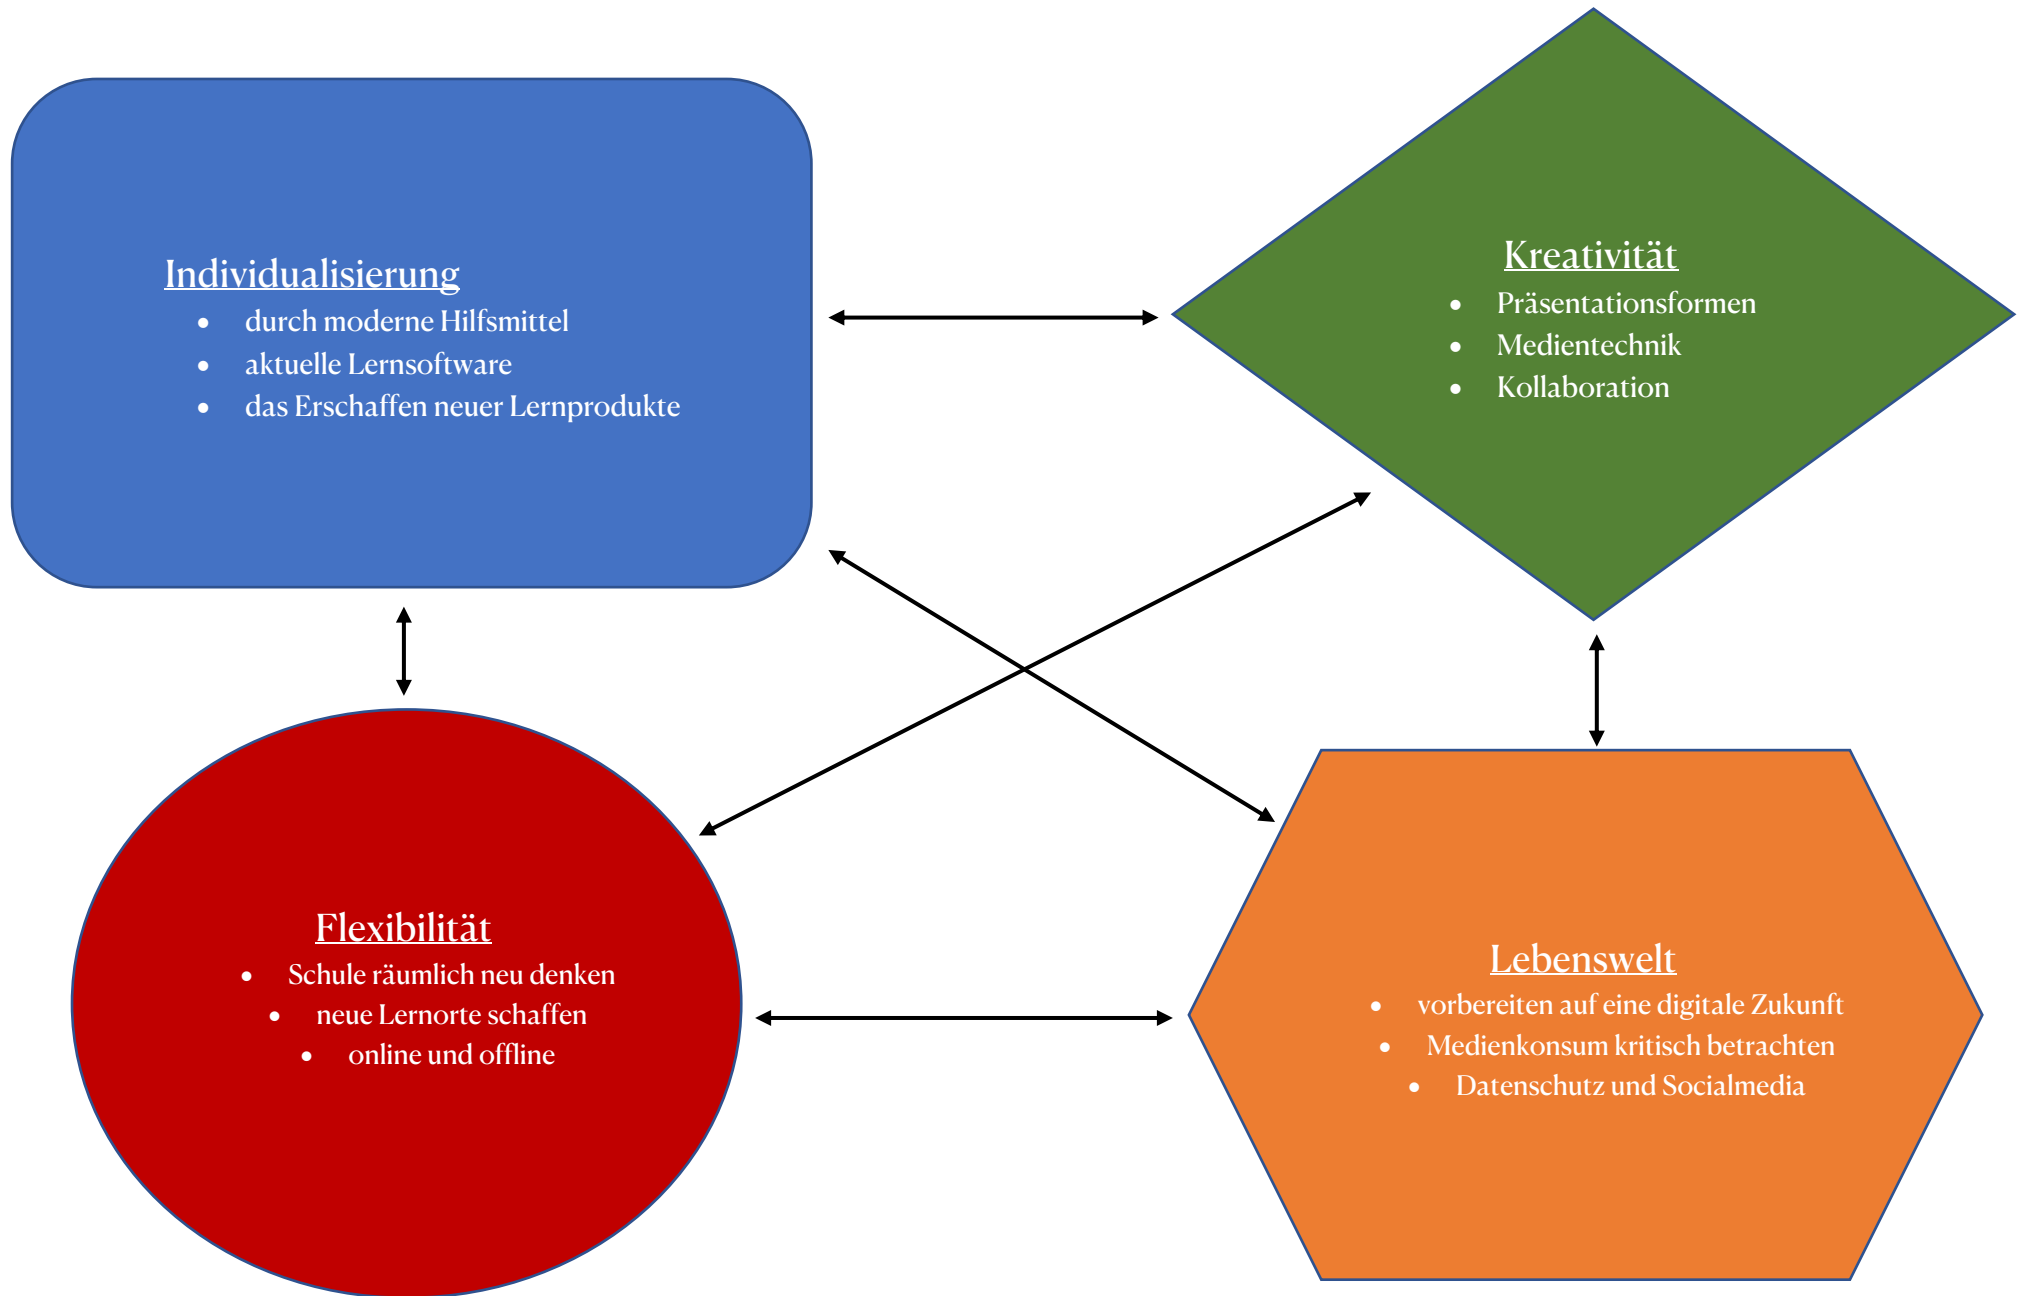 Individualisierung
• durch moderne Hilfsmittel
• aktuelle Lernsoftware
• das Erschaffen neuer Lernprodukte
Kreativität
• Präsentationsformen
• Medientechnik
• Kollaboration
Flexibilität
• Schule räumlich neu denken
• neue Lernorte schaffen
• online und offline
Lebenswelt
• vorbereiten auf eine digitale Zukunft
• Medienkonsum kritisch betrachten
• Datenschutz und Socialmedia